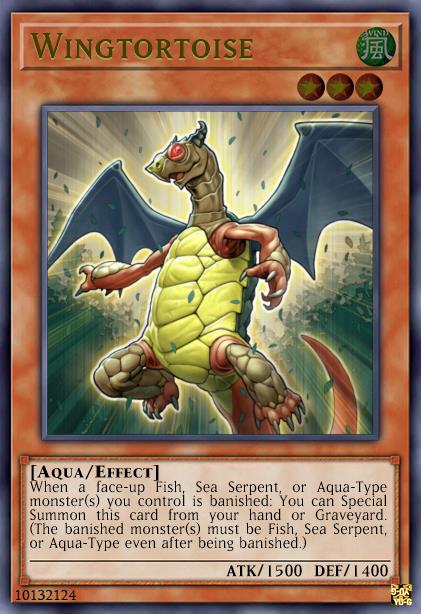 WINGTORTOISE
WIND
風
[AQUA/EFFECT]
When a face-up Fish, Sea Serpent, or Aqua-Type
monster(s) you control is banished: You can Special
Summon this card from your hand or Graveyard.
(The banished monster(s) must be Fish, Sea Serpent,
or Aqua-Type even after being banished.)
ATK/1500 DEF/1400
10132124